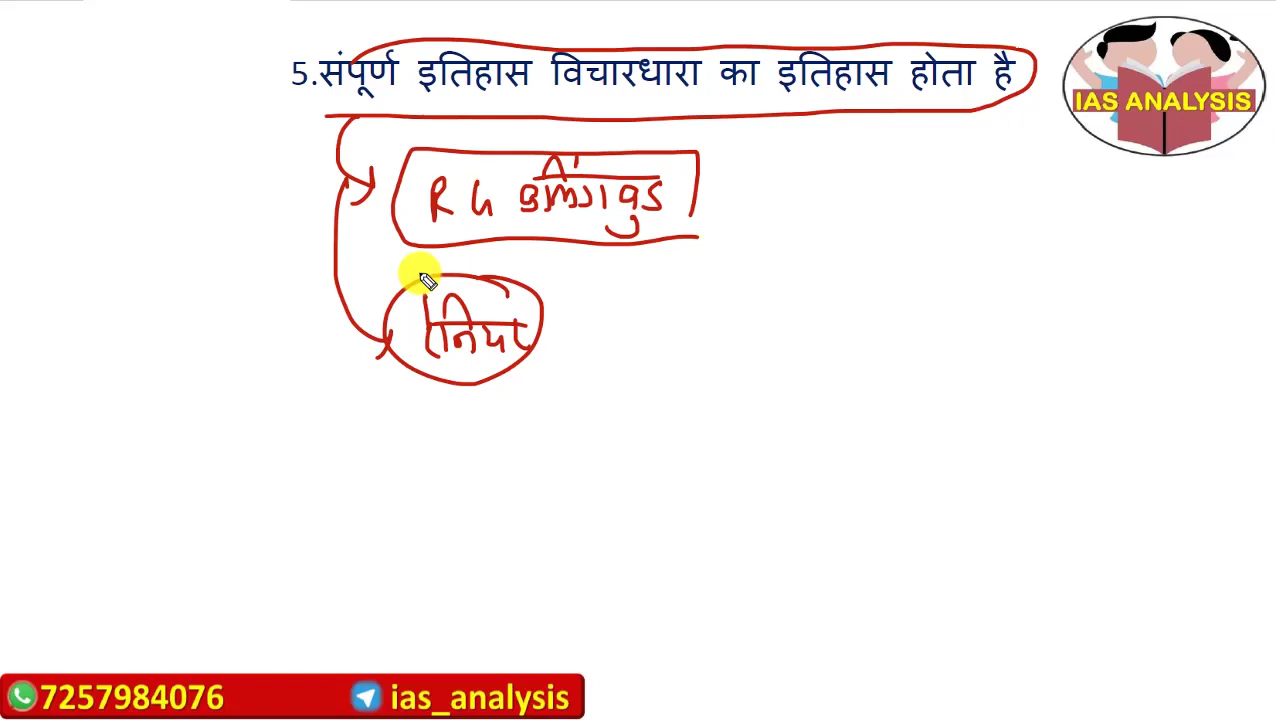 5.संपूर्ण इतिहास विचारधारा का इतिहास होता है
IAS ANALYSIS
R G
7257984076
ias_analysis